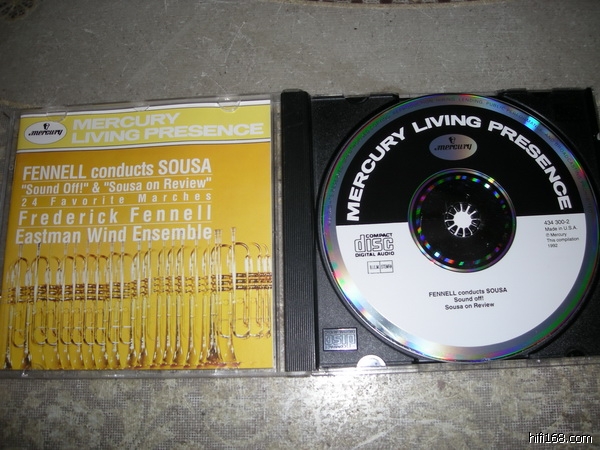 mercury
MERCURY
LIVING PRESENCE
FENNELL conducts SOUSA
"Sound Off!" & "Sousa on Review"
24 Favorite Marches
Frederick Fennell
Eastman Wind Ensemble
MERCURY LIVING PRESENCE
mercury
COMPACT
disc
DIGITAL AUDIO
434 300-2
Made in U.S.A.
This compilation
1992
FENNELL conducts SOUSA
Sound off!
Sousa on Review
hifi168.com